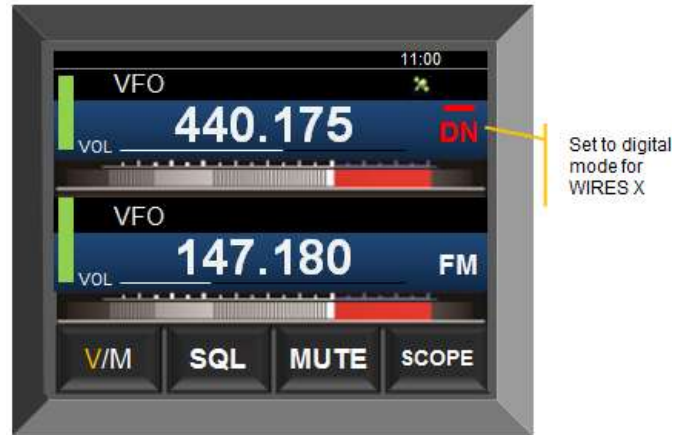 11:00
VFO
440.175
DN
VOL
Set to digital
mode for
WIRES X
VFO
147.180
FM
VOL
V/M
SQL
MUTE
SCOPE